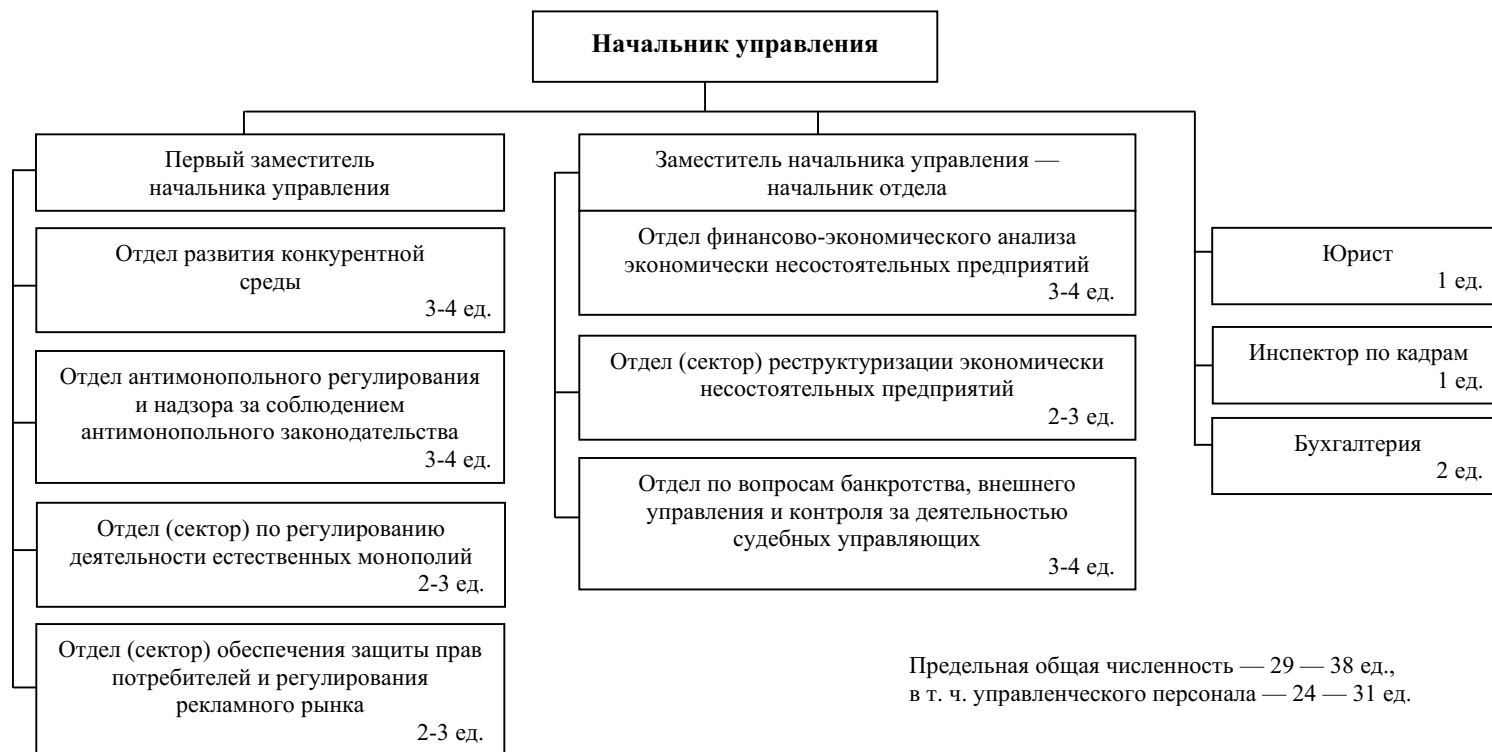 Начальник управления
Первый заместитель
начальника управления
Отдел развития конкурентной
среды
3-4 ед.
Отдел антимонопольного регулирования
и надзора за соблюдением
антимонопольного законодательства
3-4 ед.
Отдел (сектор) по регулированию
деятельности естественных монополий
2-3 ед.
Отдел (сектор) обеспечения защиты прав
потребителей и регулирования
рекламного рынка
2-3 ед.
Заместитель начальника управления —
начальник отдела
Отдел финансово-экономического анализа
экономически несостоятельных предприятий
3-4 ед.
Отдел (сектор) реструктуризации экономически
несостоятельных предприятий
2-3 ед.
Отдел по вопросам банкротства, внешнего
управления и контроля за деятельностью
судебных управляющих
3-4 ед.
Юрист
1 ед.
Инспектор по кадрам
1 ед.
Бухгалтерия
2 ед.
Предельная общая численность — 29 — 38 ед.,
в т. ч. управленческого персонала — 24 — 31 ед.